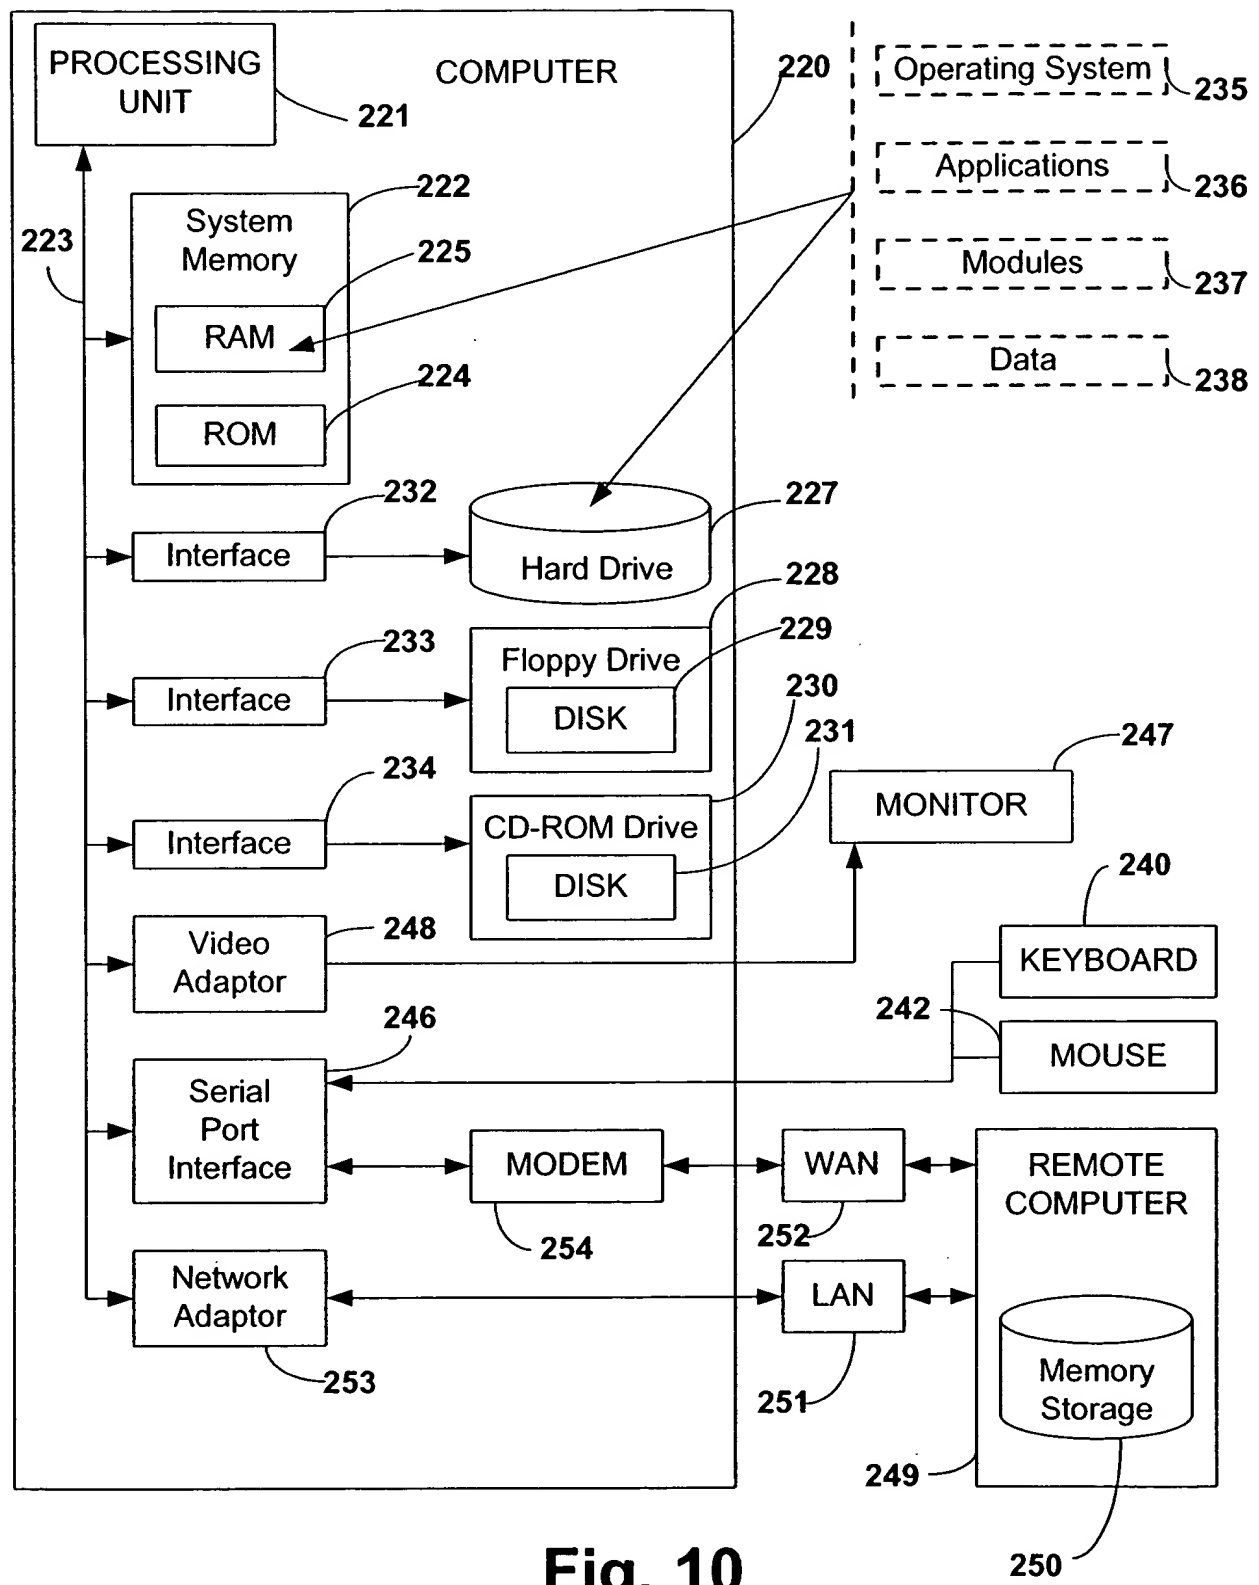 PROCESSING
UNIT
221
COMPUTER
220
Operating System
235
Applications
236
Modules
237
Data
238
223
222
System
Memory
225
RAM
224
ROM
232
Interface
227
Hard Drive
228
233
Interface
229
Floppy Drive
DISK
230
231
234
Interface
CD-ROM Drive
DISK
247
MONITOR
240
KEYBOARD
242
MOUSE
248
Video
Adaptor
246
Serial
Port
Interface
MODEM
254
WAN
252
REMOTE
COMPUTER
Network
Adaptor
253
LAN
251
Memory
Storage
249
250
Fig. 10